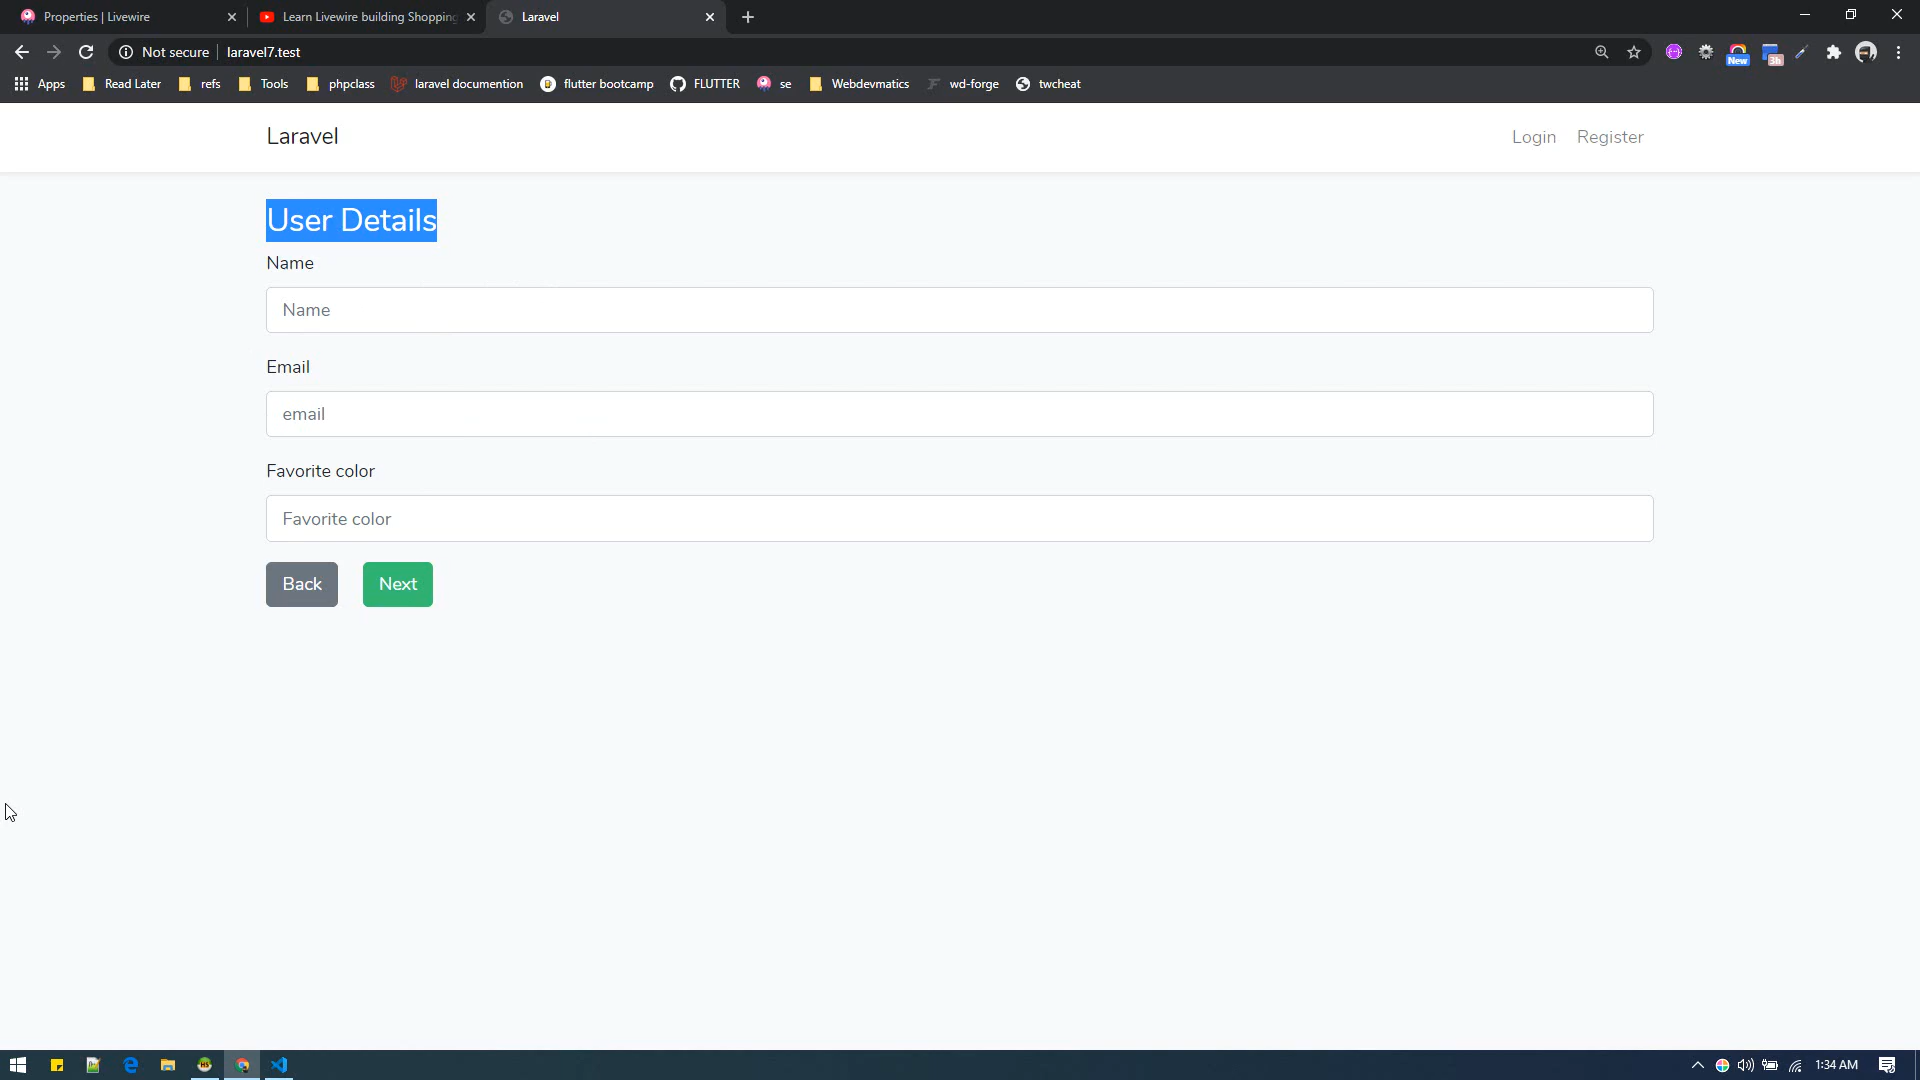 Properties | Livewire
Learn Livewire building Shopping
Laravel
Not secure
laravel7.test
New
3h
Apps
Read Later
refs
Tools
phpclass
laravel documention
flutter bootcamp
FLUTTER
se
Webdevmatics
wd-forge
twcheat
Laravel
Login
Register
User Details
Name
Name
Email
email
Favorite color
Favorite color
Back
Next
1:34 AM